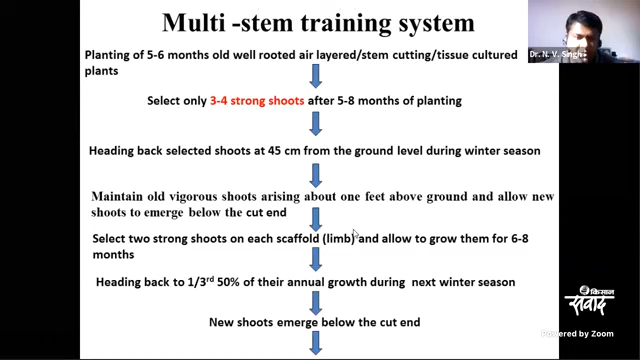 Multi -stem training system
Dr. N. V. Singh
Planting of 5-6 months old well rooted air layered/stem cutting/tissue cultured
plants
Select only 3-4 strong shoots after 5-8 months of planting
Heading back selected shoots at 45 cm from the ground level during winter season
Maintain old vigorous shoots arising about one feet above ground and allow new
shoots to emerge below the cut end
Select two strong shoots on each scaffold (limb) and allow to grow them for 6-8
months
Heading back to 1/3rd 50% of their annual growth during next winter season
New shoots emerge below the cut end
किसान
संवाद
Powered by Zoom